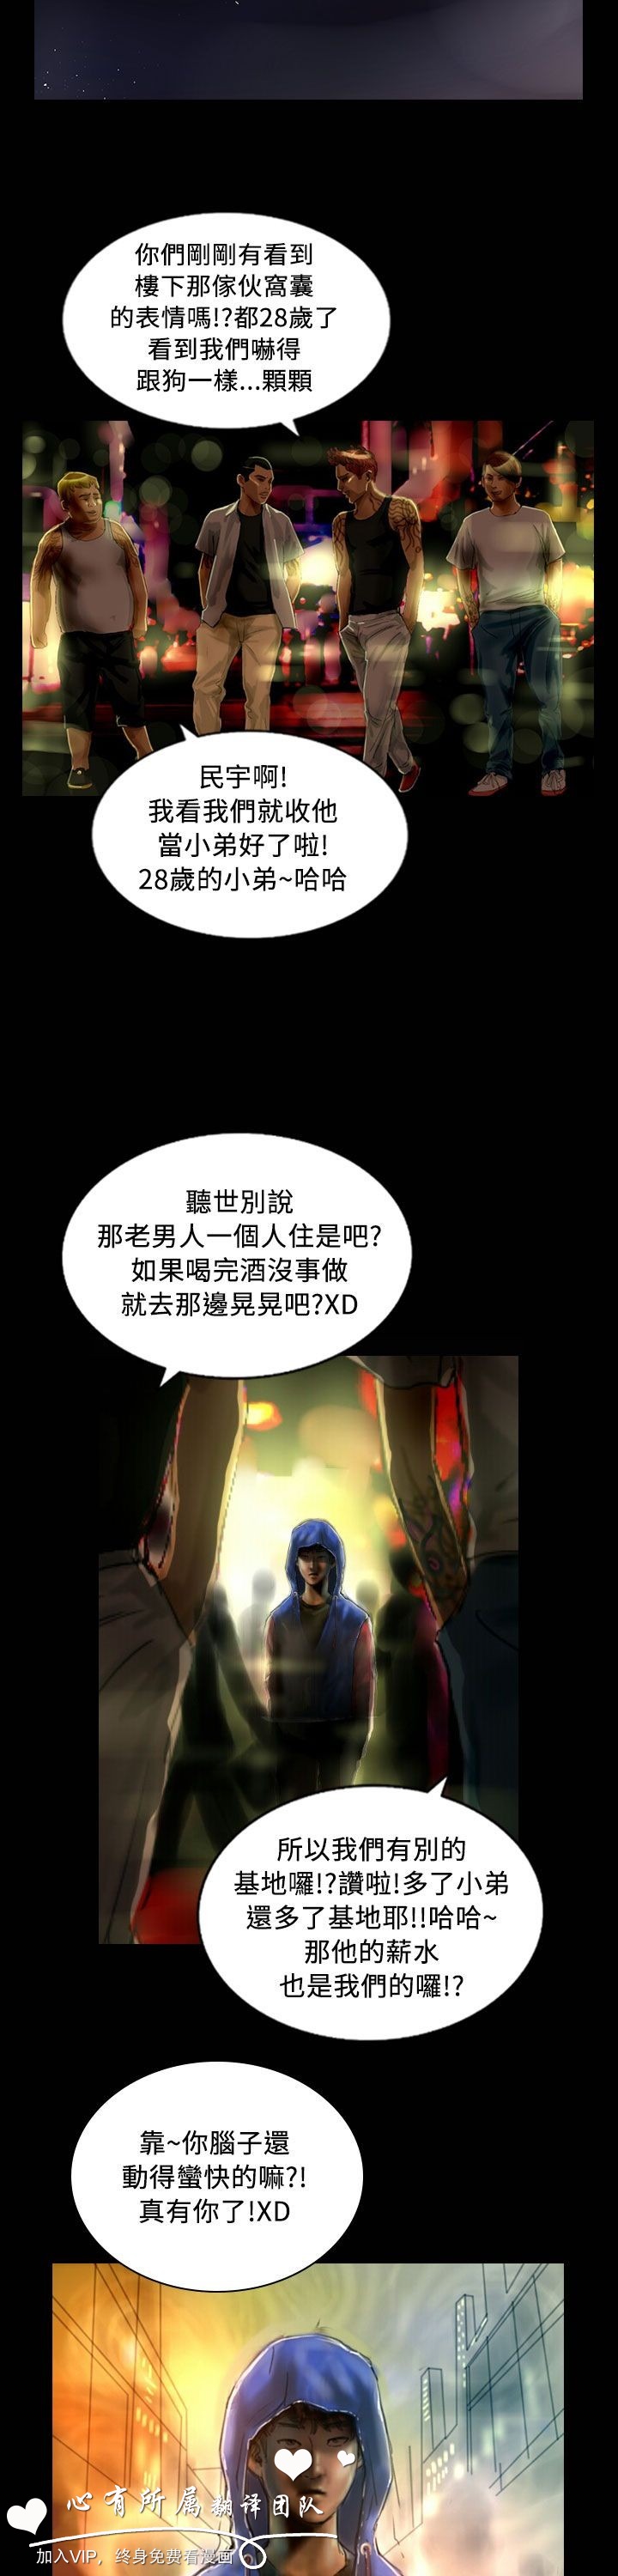 你們剛剛有看到
樓下那傢伙窩囊
的表情嗎!?都28歲了
看到我們嚇得
跟狗一樣...顆顆
民宇啊!
我看我們就收他
當小弟好了啦!
28歲的小弟~哈哈
聽世別說
那老男人一個人住是吧?
如果喝完酒沒事做
就去那邊晃晃吧?XD
所以我們有別的
基地囉!?讚啦!多了小弟
還多了基地耶!!哈哈~
那他的薪水
也是我們的囉!?
靠~你腦子還
動得蠻快的嘛?!
真有你了!XD
心有所属翻译团队
加入VIP，终身免费看漫画